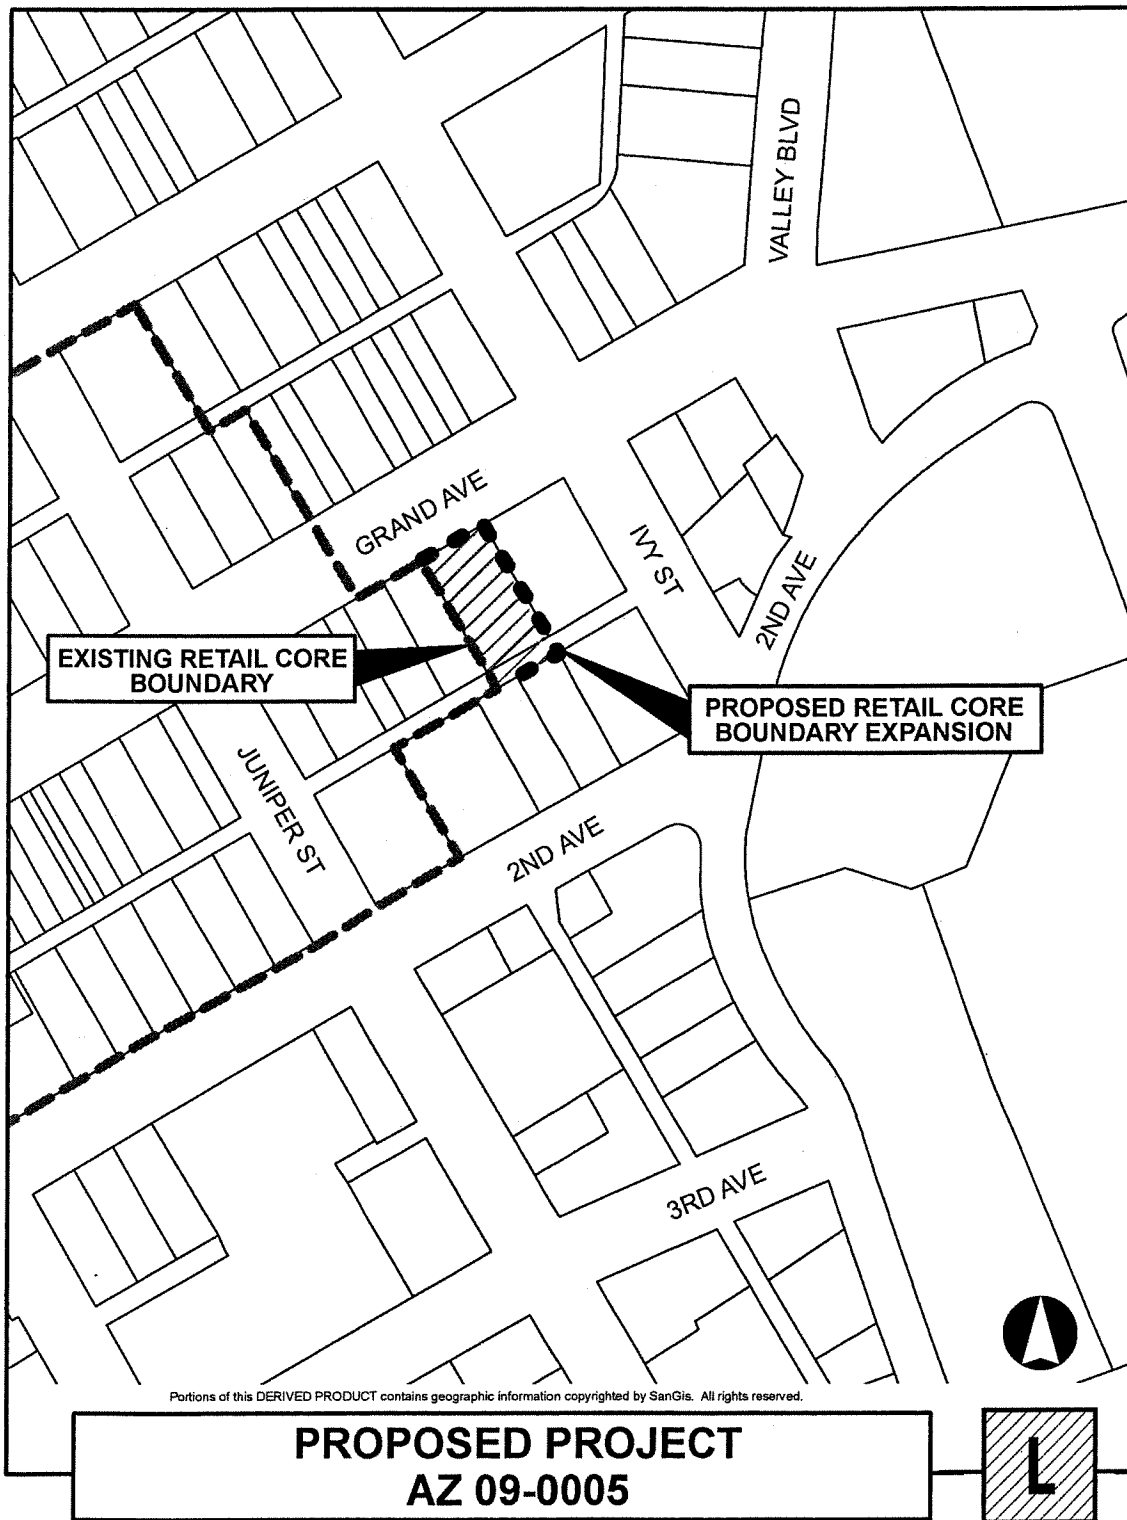 VALLEY BLVD
GRAND AVE
IVY ST
2ND AVE
EXISTING RETAIL CORE
BOUNDARY
PROPOSED RETAIL CORE
BOUNDARY EXPANSION
JUNIPER ST
2ND AVE
3RD AVE
Portions of this DERIVED PRODUCT contains geographic information copyrighted by SanGis. All rights reserved.
PROPOSED PROJECT
AZ 09-0005
L